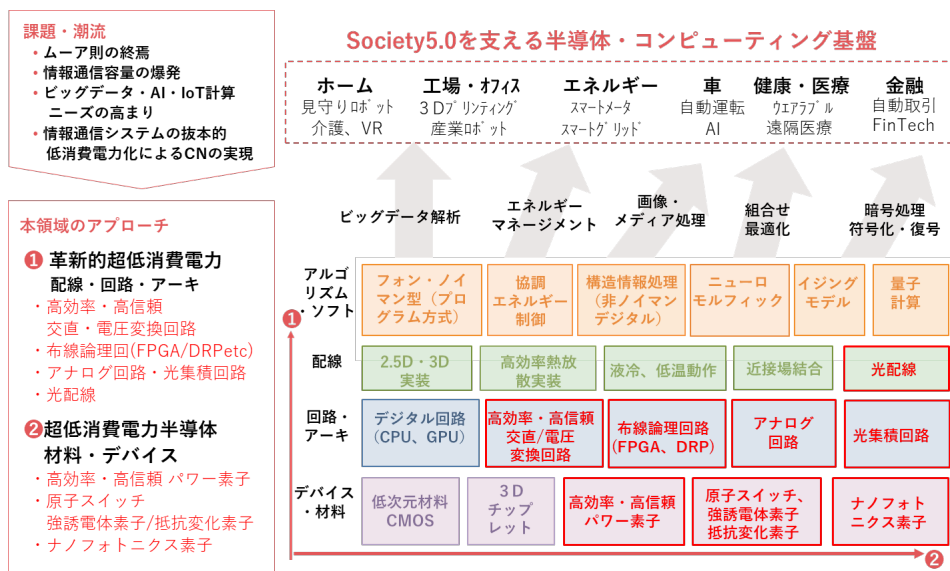 課題・潮流
・ムーア則の終焉
・情報通信容量の爆発
・ビッグデータ・AI・IoT計算
ニーズの高まり
・情報通信システムの抜本的
低消費電力化によるCNの実現
Society5.0を支える半導体・コンピューティング基盤
ホーム
見守りロボット
介護、VR
工場・オフィス
3Dプリンティング
産業ロボット
エネルギー
スマートメータ
スマートグリッド
車
自動運転
AI
健康・医療
ウエアラブル
遠隔医療
金融
自動取引
FinTech
ビッグデータ解析
エネルギー
マネージメント
画像・
メディア処理
組合せ
最適化
暗号処理
符号化・復号
本領域のアプローチ
❶ 革新的超低消費電力
配線・回路・アーキ
・高効率・高信頼
交直・電圧変換回路
・布線論理回(FPGA/DRPetc)
・アナログ回路・光集積回路
・光配線
❷ 超低消費電力半導体
材料・デバイス
・高効率・高信頼 パワー素子
・原子スイッチ
強誘電体素子/抵抗変化素子
・ナノフォトニクス素子
❶
アルゴ
リズム
・ソフト
フォン・ノイ
マン型(プロ
グラム方式)
協調
エネルギー
制御
構造情報処理
(非ノイマン
デジタル)
ニューロ
モルフィック
イジング
モデル
量子
計算
配線
2.5D・3D
実装
高効率熱放
散実装
液冷、低温動作
近接場結合
光配線
回路・
アーキ
デジタル回路
(CPU、GPU)
高効率・高信頼
交直/電圧
変換回路
布線論理回路
(FPGA、DRP)
アナログ
回路
光集積回路
デバイス
・材料
低次元材料
CMOS
3D
チップ
レット
高効率・高信頼
パワー素子
原子スイッチ、
強誘電体素子
抵抗変化素子
ナノフォト
ニクス素子
❷